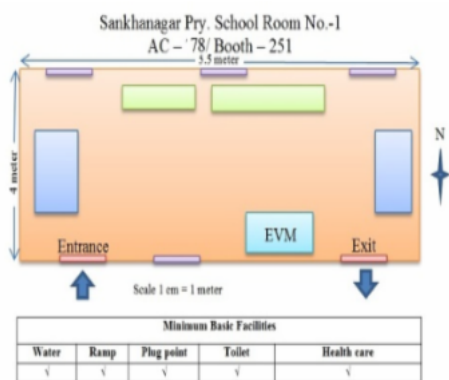 Sankhanagar Pry. School Room No.-1
AC – '78/ Booth – 251
5.5 meter
4 meter
N
EVM
Entrance
Exit
Scale 1 cm = 1 meter
Minimum Basic Facilities
Water Ramp Plug point Toilet Health care
√ √ √ √ √